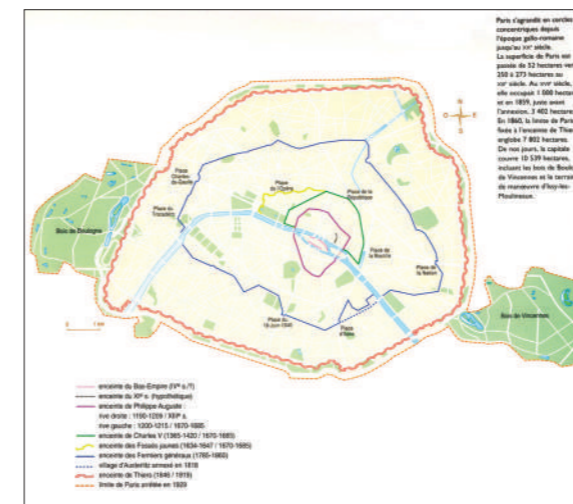 Paris s'agrandit en cercles
concentriques depuis
l'époque gallo-romaine
jusqu'au XIXe siècle.
La superficie de Paris est
passée de 52 hectares vers
250 à 273 hectares au
siècle. Au siècle,
elle occupait 1 000 hectares
et en 1859, juste avant
l'annexion, 3 402 hectares.
En 1860, la limite de Paris
fixée à l'enceinte de Thiers
englobe 7 802 hectares.
De nos jours, la capitale
couvre 10 539 hectares,
incluant les bois de Boulogne
de Vincennes et le terrain
de manœuvre d'Issy-les-
Moulineaux.
N
O E
S
Place
Charles-
de-Gaulle
Place
de l'Opéra
Place de la
République
Place du
Trocadéro
Bois de Boulogne
Place de
la Bastille
Place de
la Nation
Place du
18-Juin-1940
Place
d'Italie
Bois de Vincennes
0 1 km
enceinte du Bas-Empire (IVe s./?)
enceinte du XIe s. (hypothétique)
enceinte de Philippe Auguste :
rive droite : 1190-1209 / XIIIe s.
rive gauche : 1200-1215 / 1670-1685
enceinte de Charles V (1365-1420 / 1670-1685)
enceinte des Fossés jaunes (1634-1647 / 1670-1685)
enceinte des Fermiers généraux (1785-1860)
village d'Austerlitz annexé en 1818
enceinte de Thiers (1846 / 1919)
limite de Paris arrêtée en 1929